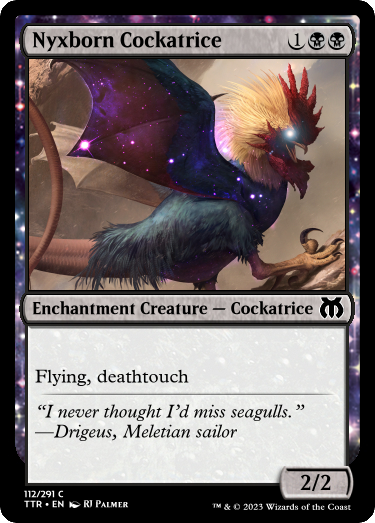 Nyxborn Cockatrice 1
Enchantment Creature — Cockatrice
Flying, deathtouch
“I never thought I’d miss seagulls.”
—Drigeus, Meletian sailor
2/2
112/291 C
TTR • EN RJ Palmer
™ & © 2023 Wizards of the Coast